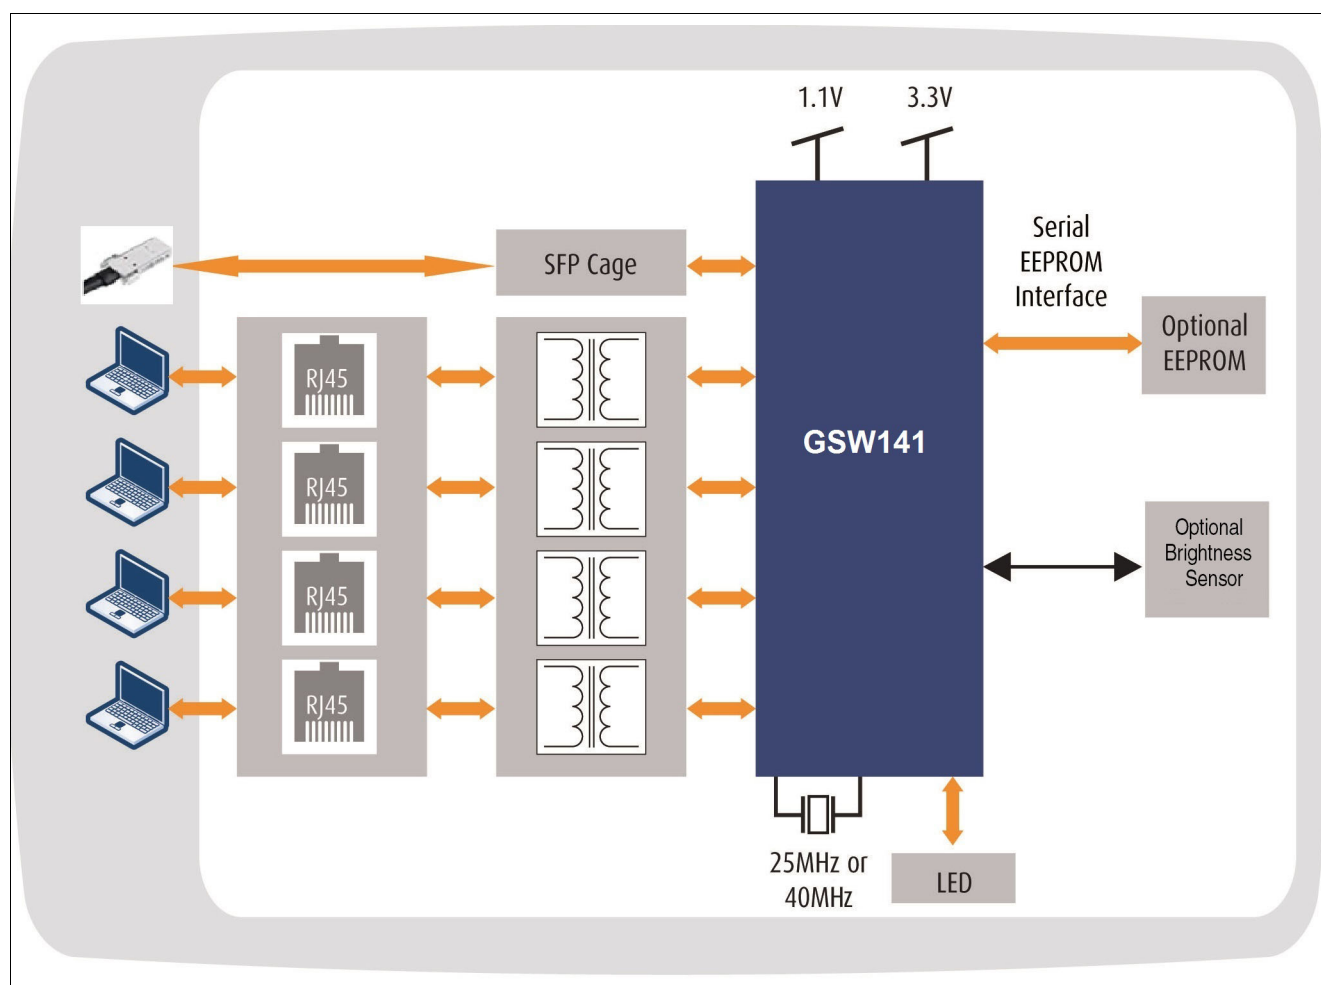 1.1V
3.3V
Serial
EEPROM
Interface
SFP Cage
Optional
EEPROM
RJ45
GSW141
RJ45
Optional
Brightness
Sensor
RJ45
RJ45
25MHz or
40MHz
LED